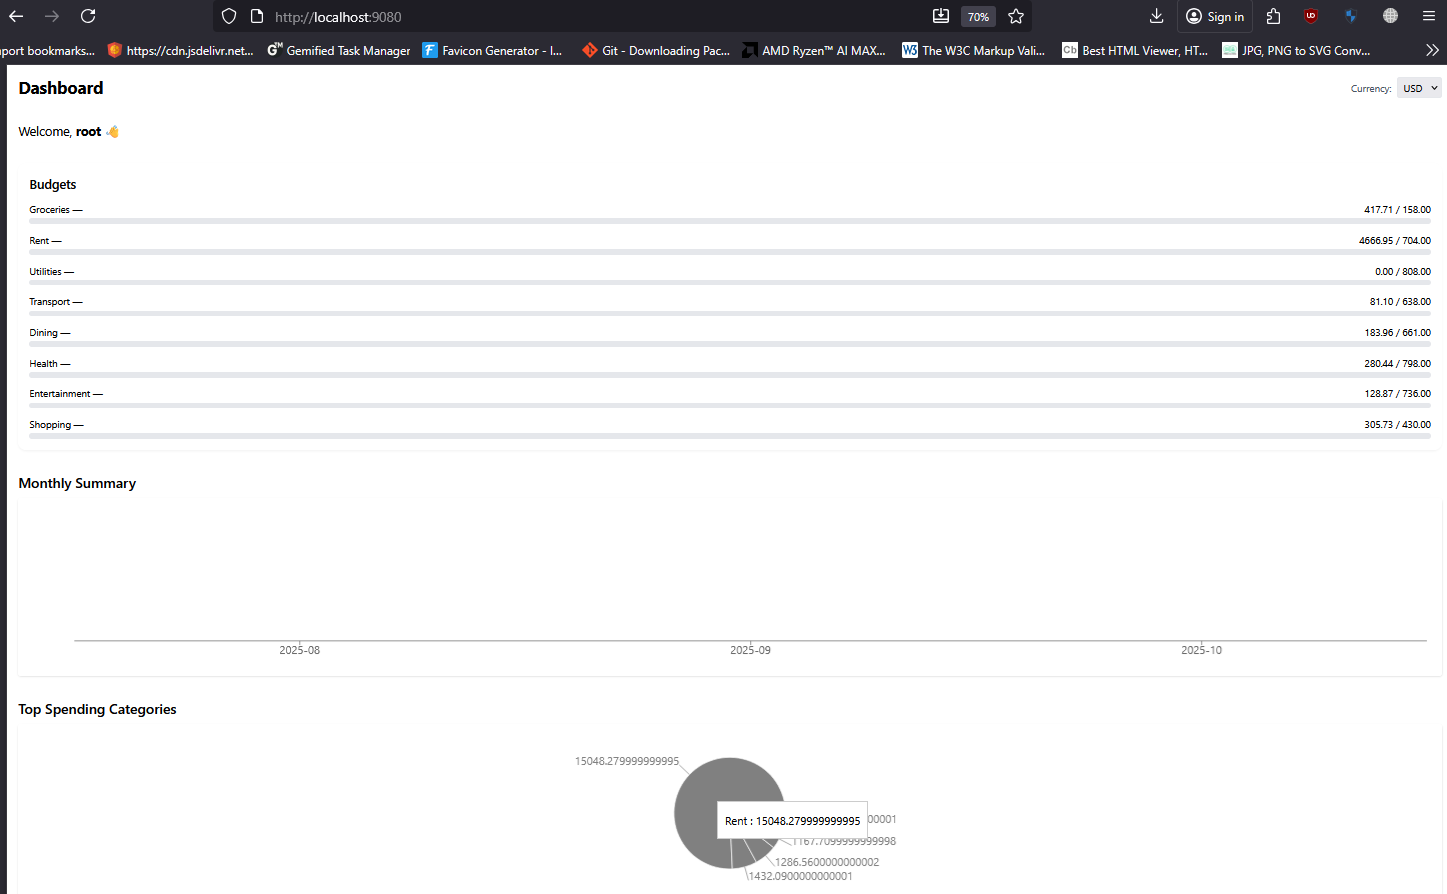 http://localhost:9080
70%
Sign in
port bookmarks...
https://cdn.jsdelivr.net...
Gemified Task Manager
Favicon Generator - I...
Git - Downloading Pac...
AMD Ryzen™ AI MAX...
W3
The W3C Markup Vali...
Cb
Best HTML Viewer, HT...
JPG, PNG to SVG Conv...
Dashboard
Currency: USD
Welcome, root 👋
Budgets
Groceries — 417.71 / 158.00
Rent — 4666.95 / 704.00
Utilities — 0.00 / 808.00
Transport — 81.10 / 638.00
Dining — 183.96 / 661.00
Health — 280.44 / 798.00
Entertainment — 128.87 / 736.00
Shopping — 305.73 / 430.00
Monthly Summary
2025-08 2025-09 2025-10
Top Spending Categories
15048.279999999995
Rent : 15048.279999999995
1167.7099999999998
1286.5600000000002
1432.0900000000001